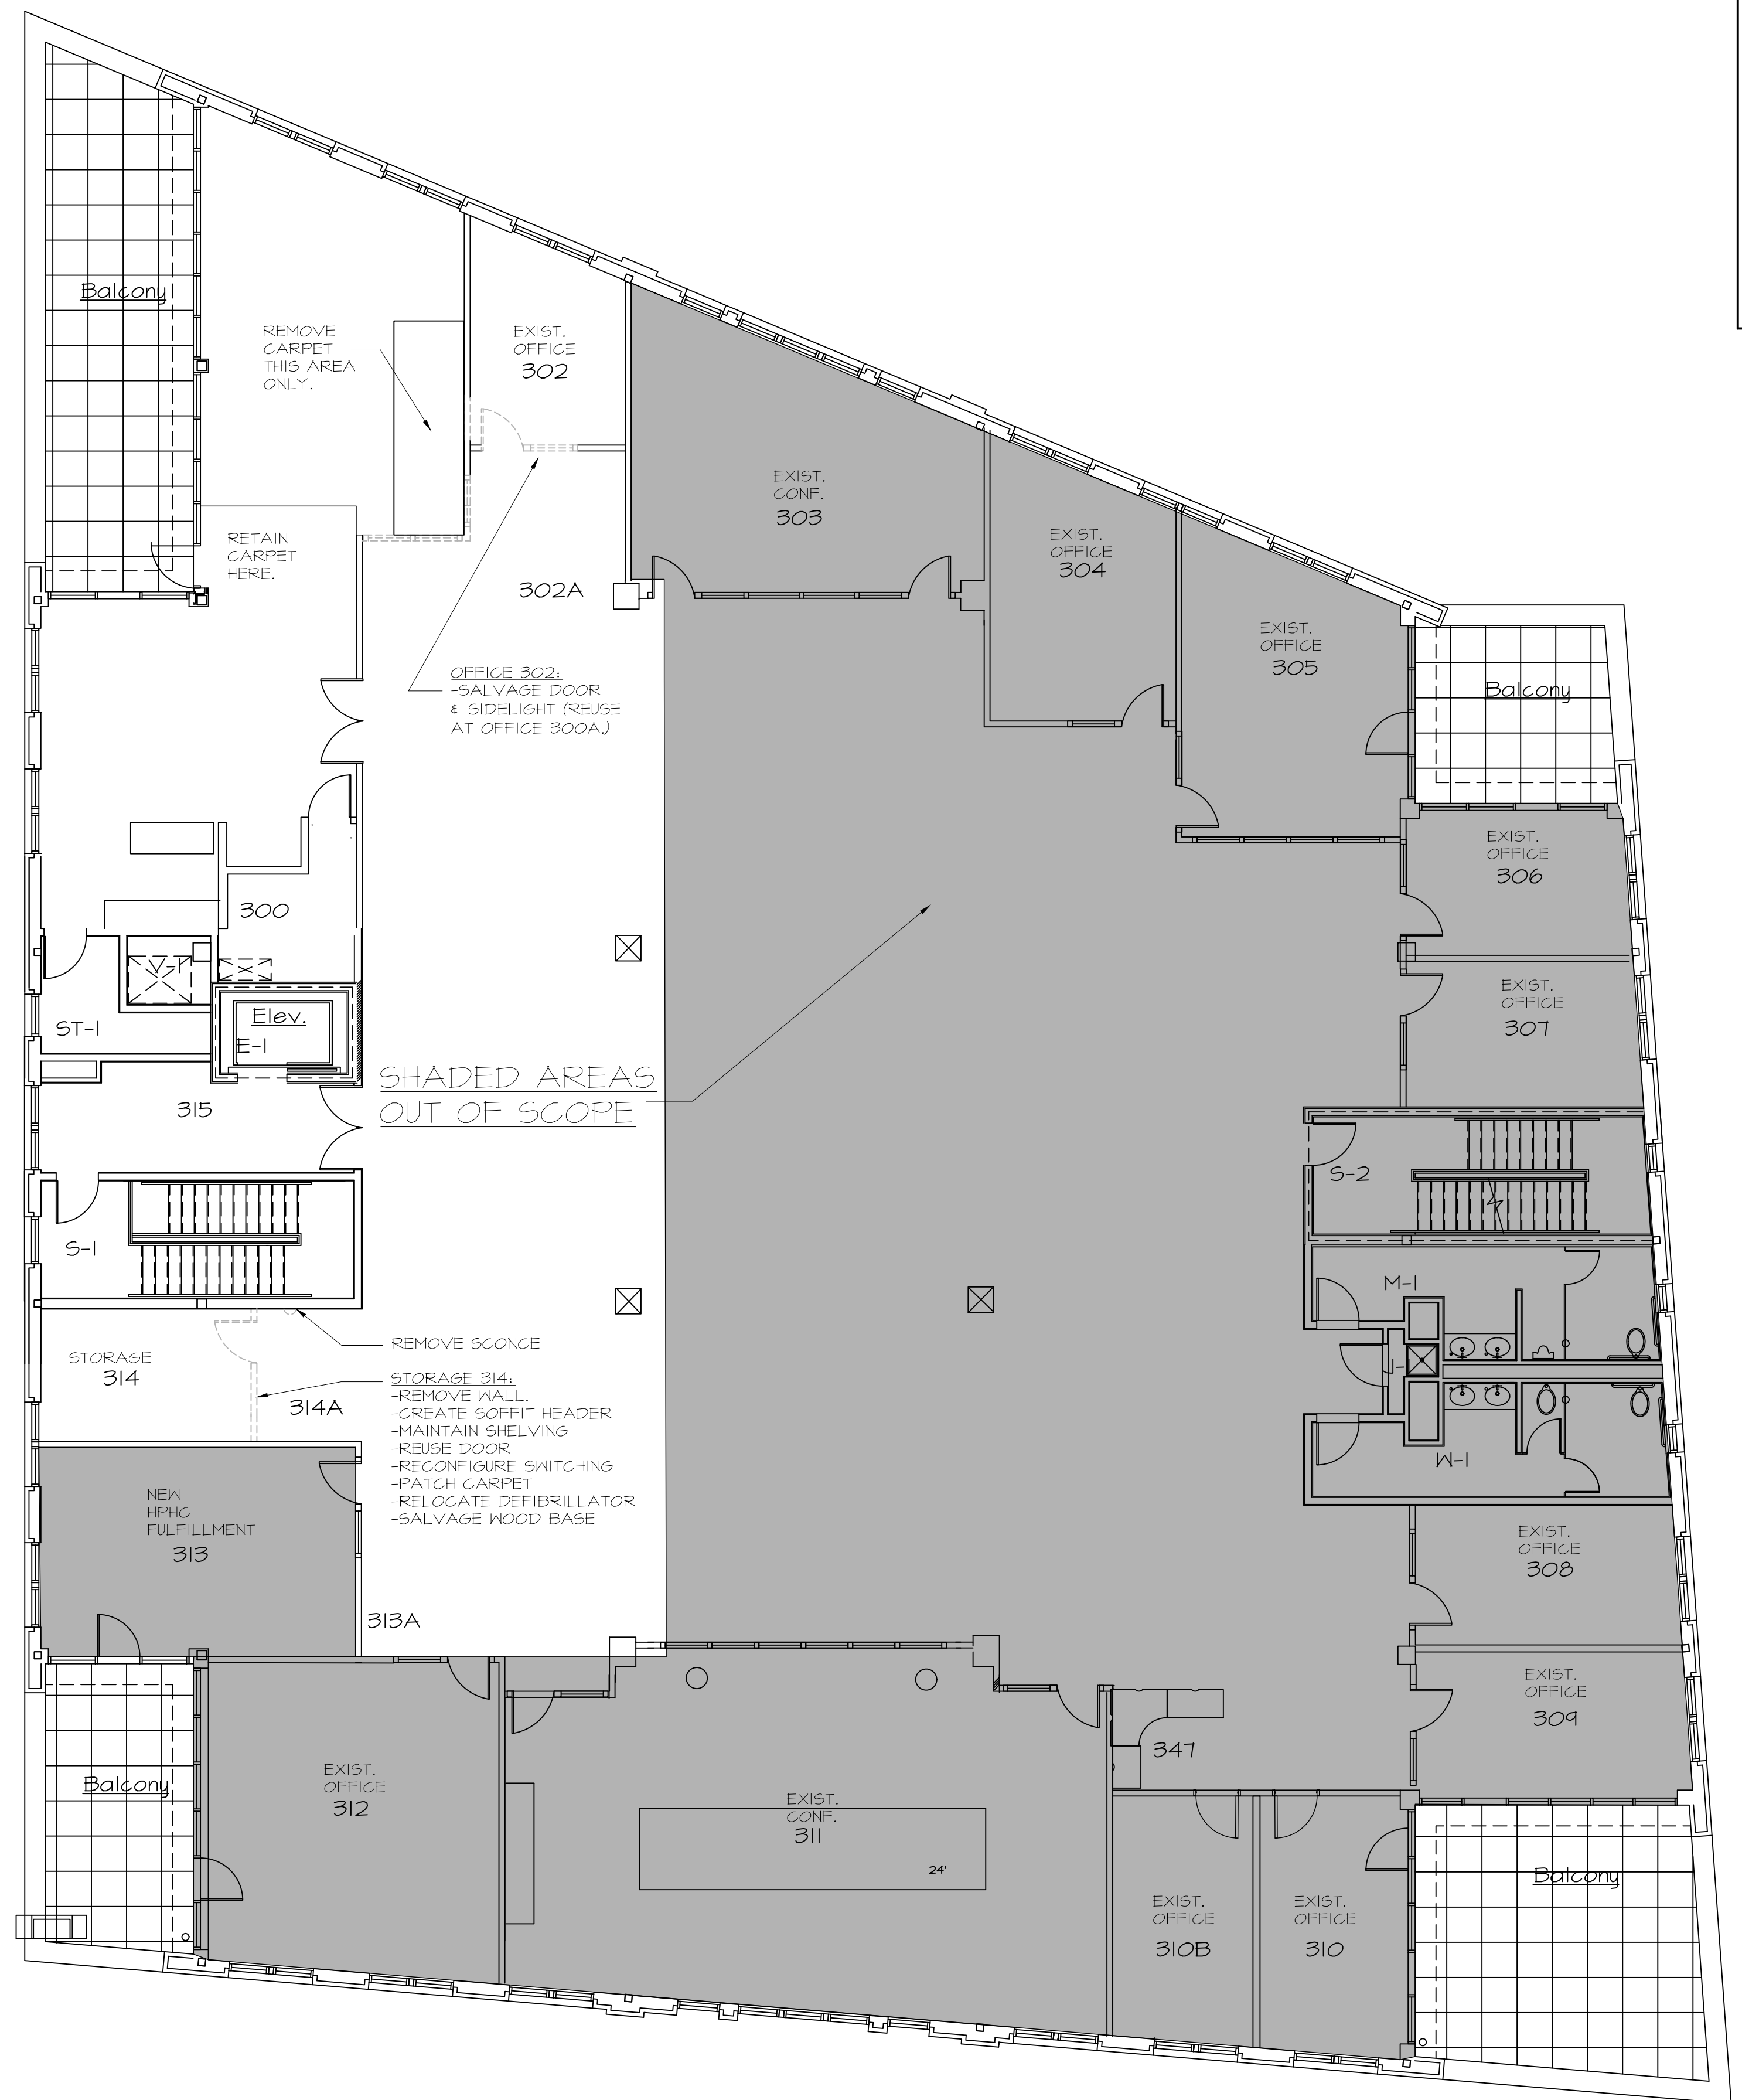 Balcony
REMOVE
CARPET
THIS AREA
ONLY.
EXIST.
OFFICE
302
EXIST.
CONF.
303
RETAIN
CARPET
HERE.
EXIST.
OFFICE
304
302A
EXIST.
OFFICE
305
OFFICE 302:
-SALVAGE DOOR
& SIDELIGHT (REUSE
AT OFFICE 300A.)
Balcony
EXIST.
OFFICE
306
300
V-1
EXIST.
OFFICE
307
ST-1
Elev.
E-1
SHADED AREAS
OUT OF SCOPE
315
S-2
S-1
M-1
REMOVE SCONCE
STORAGE
314
314A
STORAGE 314:
-REMOVE WALL.
-CREATE SOFFIT HEADER
-MAINTAIN SHELVING
-REUSE DOOR
-RECONFIGURE SWITCHING
-PATCH CARPET
-RELOCATE DEFIBRILLATOR
-SALVAGE WOOD BASE
W-1
NEW
HPHC
FULFILLMENT
313
EXIST.
OFFICE
308
313A
EXIST.
OFFICE
309
347
Balcony
EXIST.
OFFICE
312
EXIST.
CONF.
311
24'
Balcony
EXIST.
OFFICE
310B
EXIST.
OFFICE
310